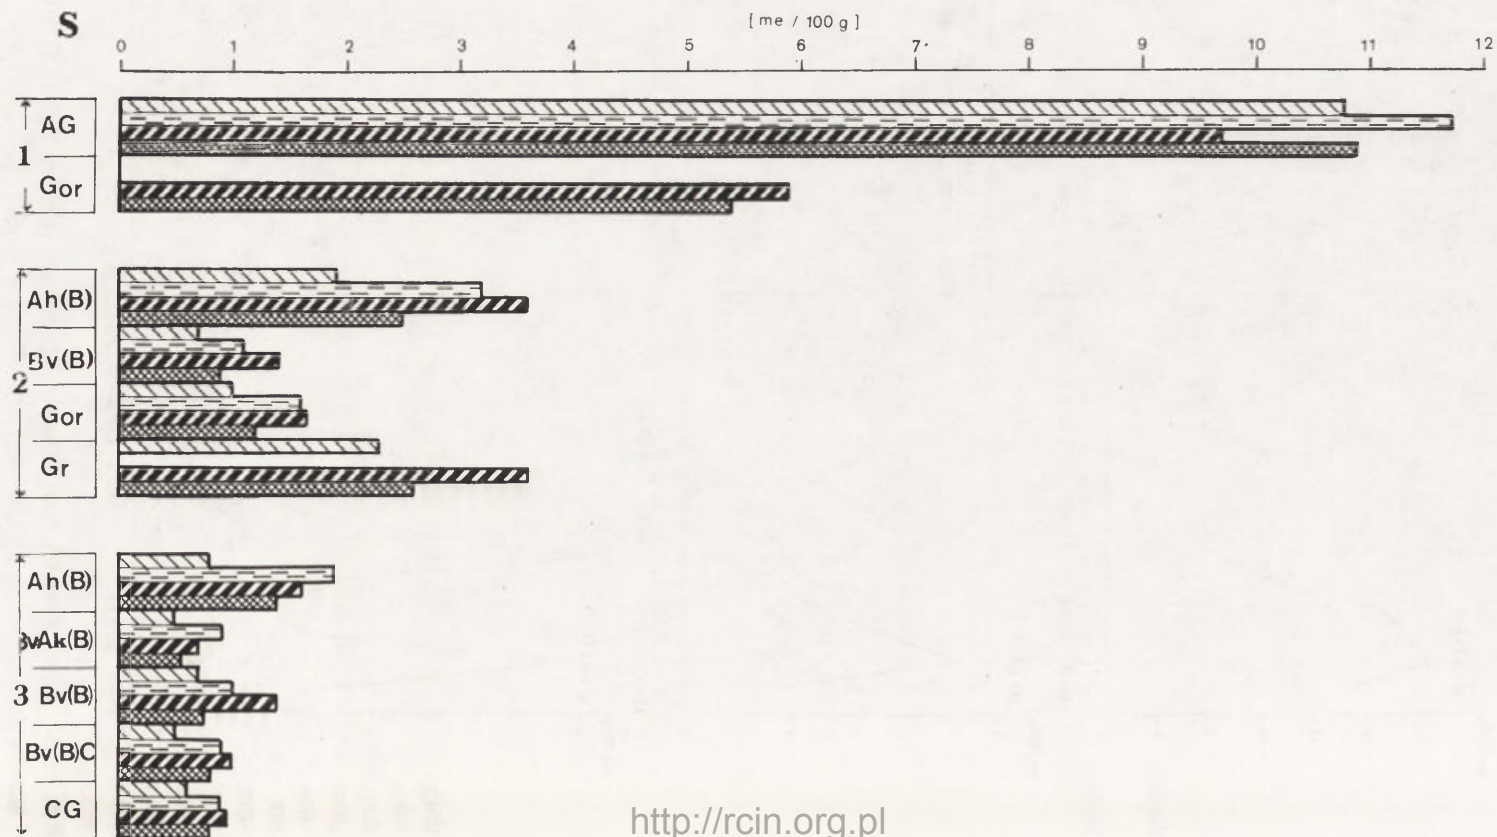 S
[me / 100 g]
0 1 2 3 4 5 6 7 8 9 10 11 12
1
AG
Gor
2
Ah(B)
Bv(B)
Gor
Gr
3
Ah(B)
BvAk(B)
Bv(B)
Bv(B)C
CG
http://rcin.org.pl